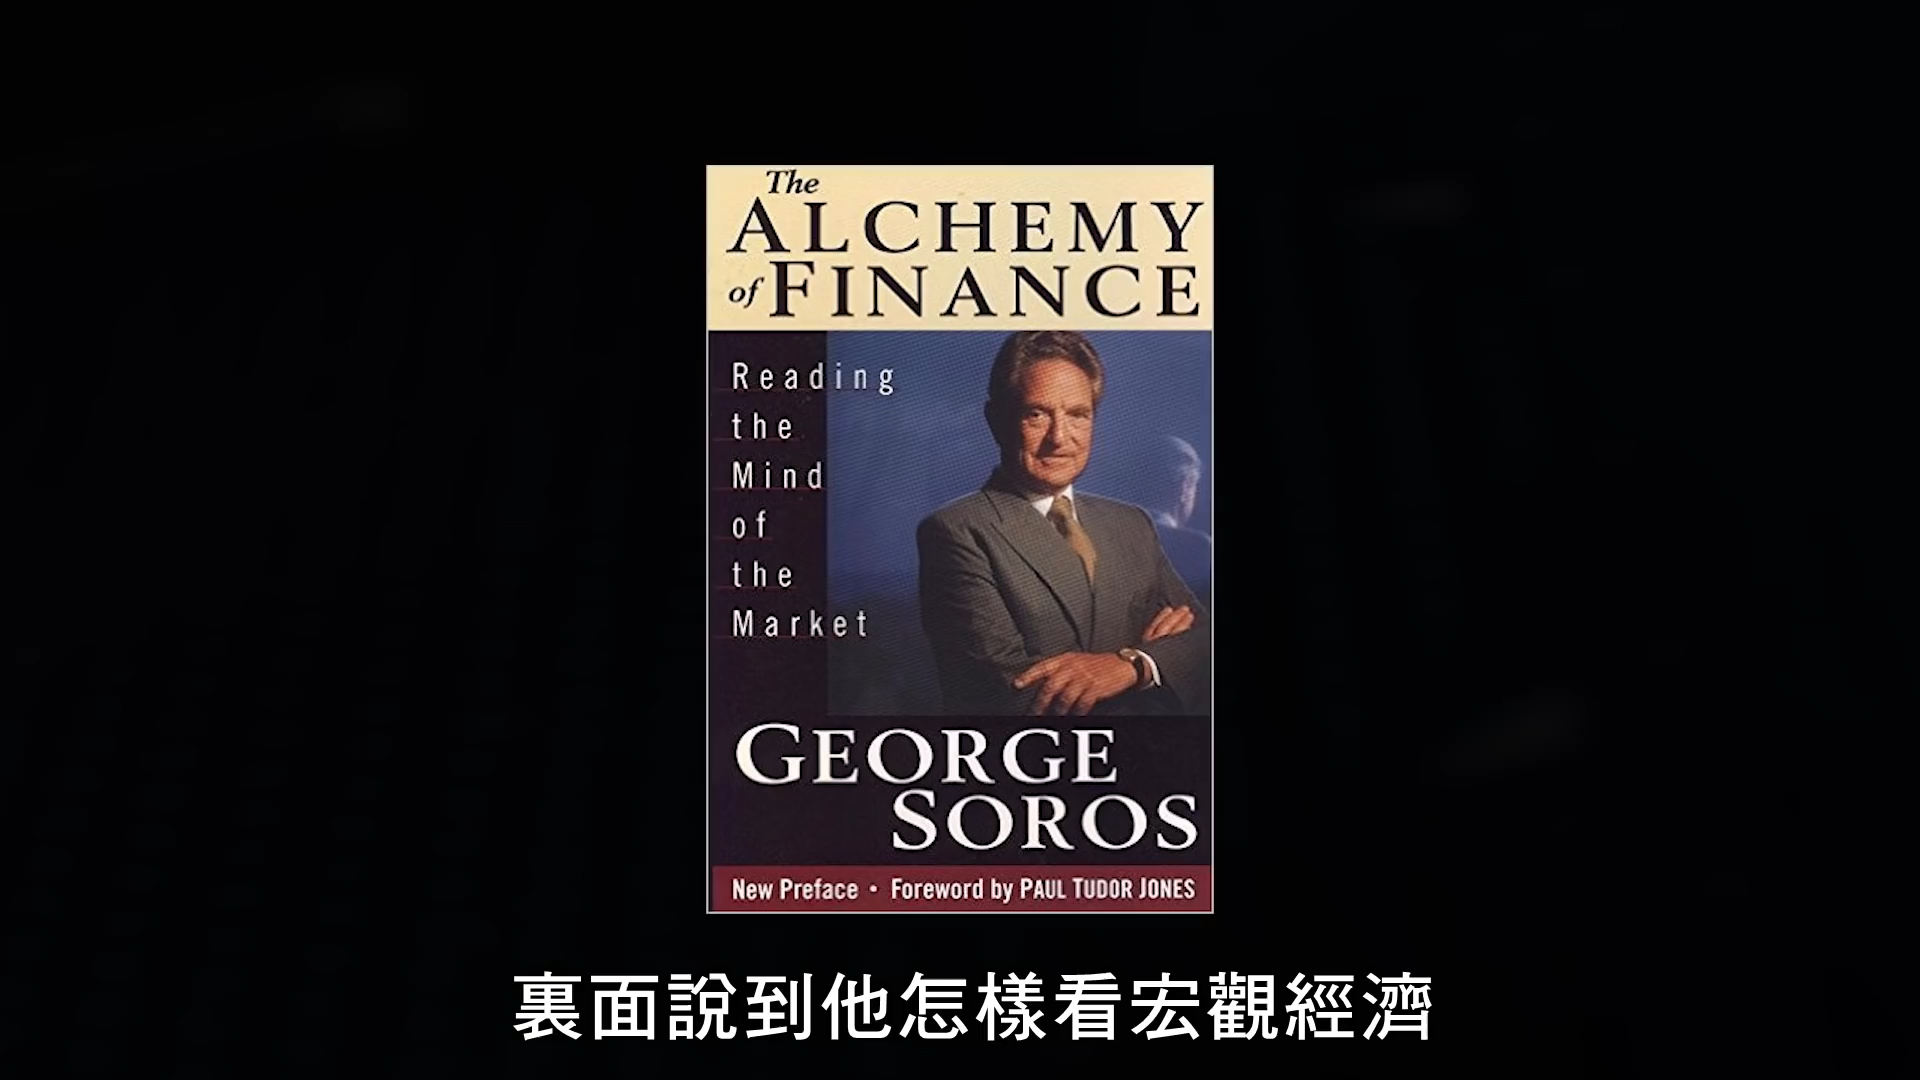 The
ALCHEMY
of FINANCE
Reading
the
Mind
of
the
Market
GEORGE
SOROS
New Preface • Foreword by PAUL TUDOR JONES
裏面說到他怎樣看宏觀經濟